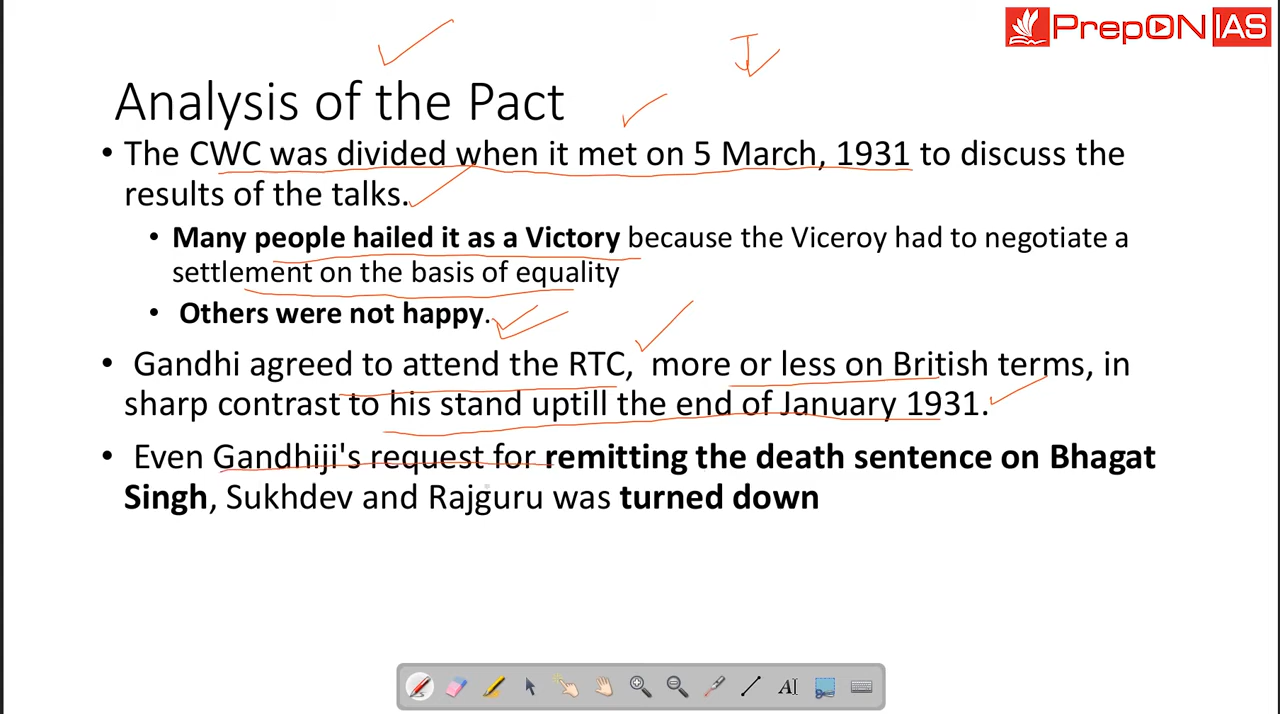 PrepON IAS
Analysis of the Pact
• The CWC was divided when it met on 5 March, 1931 to discuss the
results of the talks.
• Many people hailed it as a Victory because the Viceroy had to negotiate a
settlement on the basis of equality
• Others were not happy.
• Gandhi agreed to attend the RTC, more or less on British terms, in
sharp contrast to his stand uptill the end of January 1931.
• Even Gandhiji's request for remitting the death sentence on Bhagat
Singh, Sukhdev and Rajguru was turned down
AI